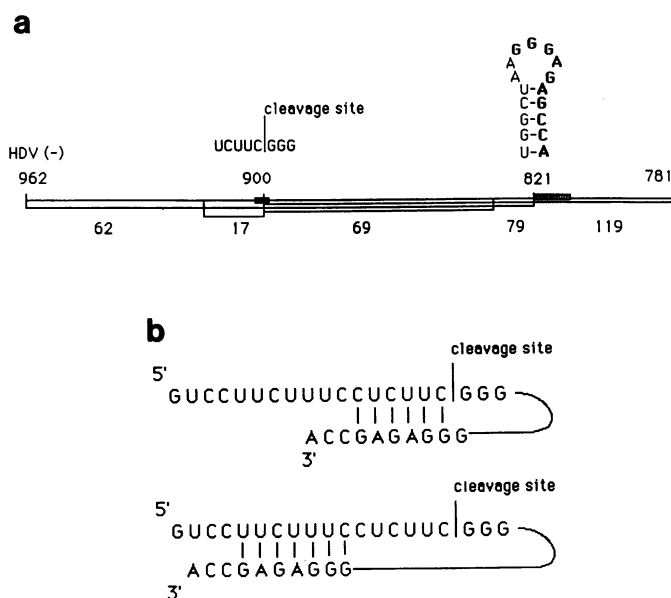 a
G G G
A A
A G
U-A
cleavage site
C-G
G-C
UCUUC GGG
G-C
HDV (-)
U-A
962 900 821 781
62 17 69 79 119
b
cleavage site
5'
GUCCUUCUUUCCUCUUC GGG
ACCGAGAGGG
3'
cleavage site
5'
GUCCUUCUUUCCUCUUC GGG
ACCGAGAGGG
3'